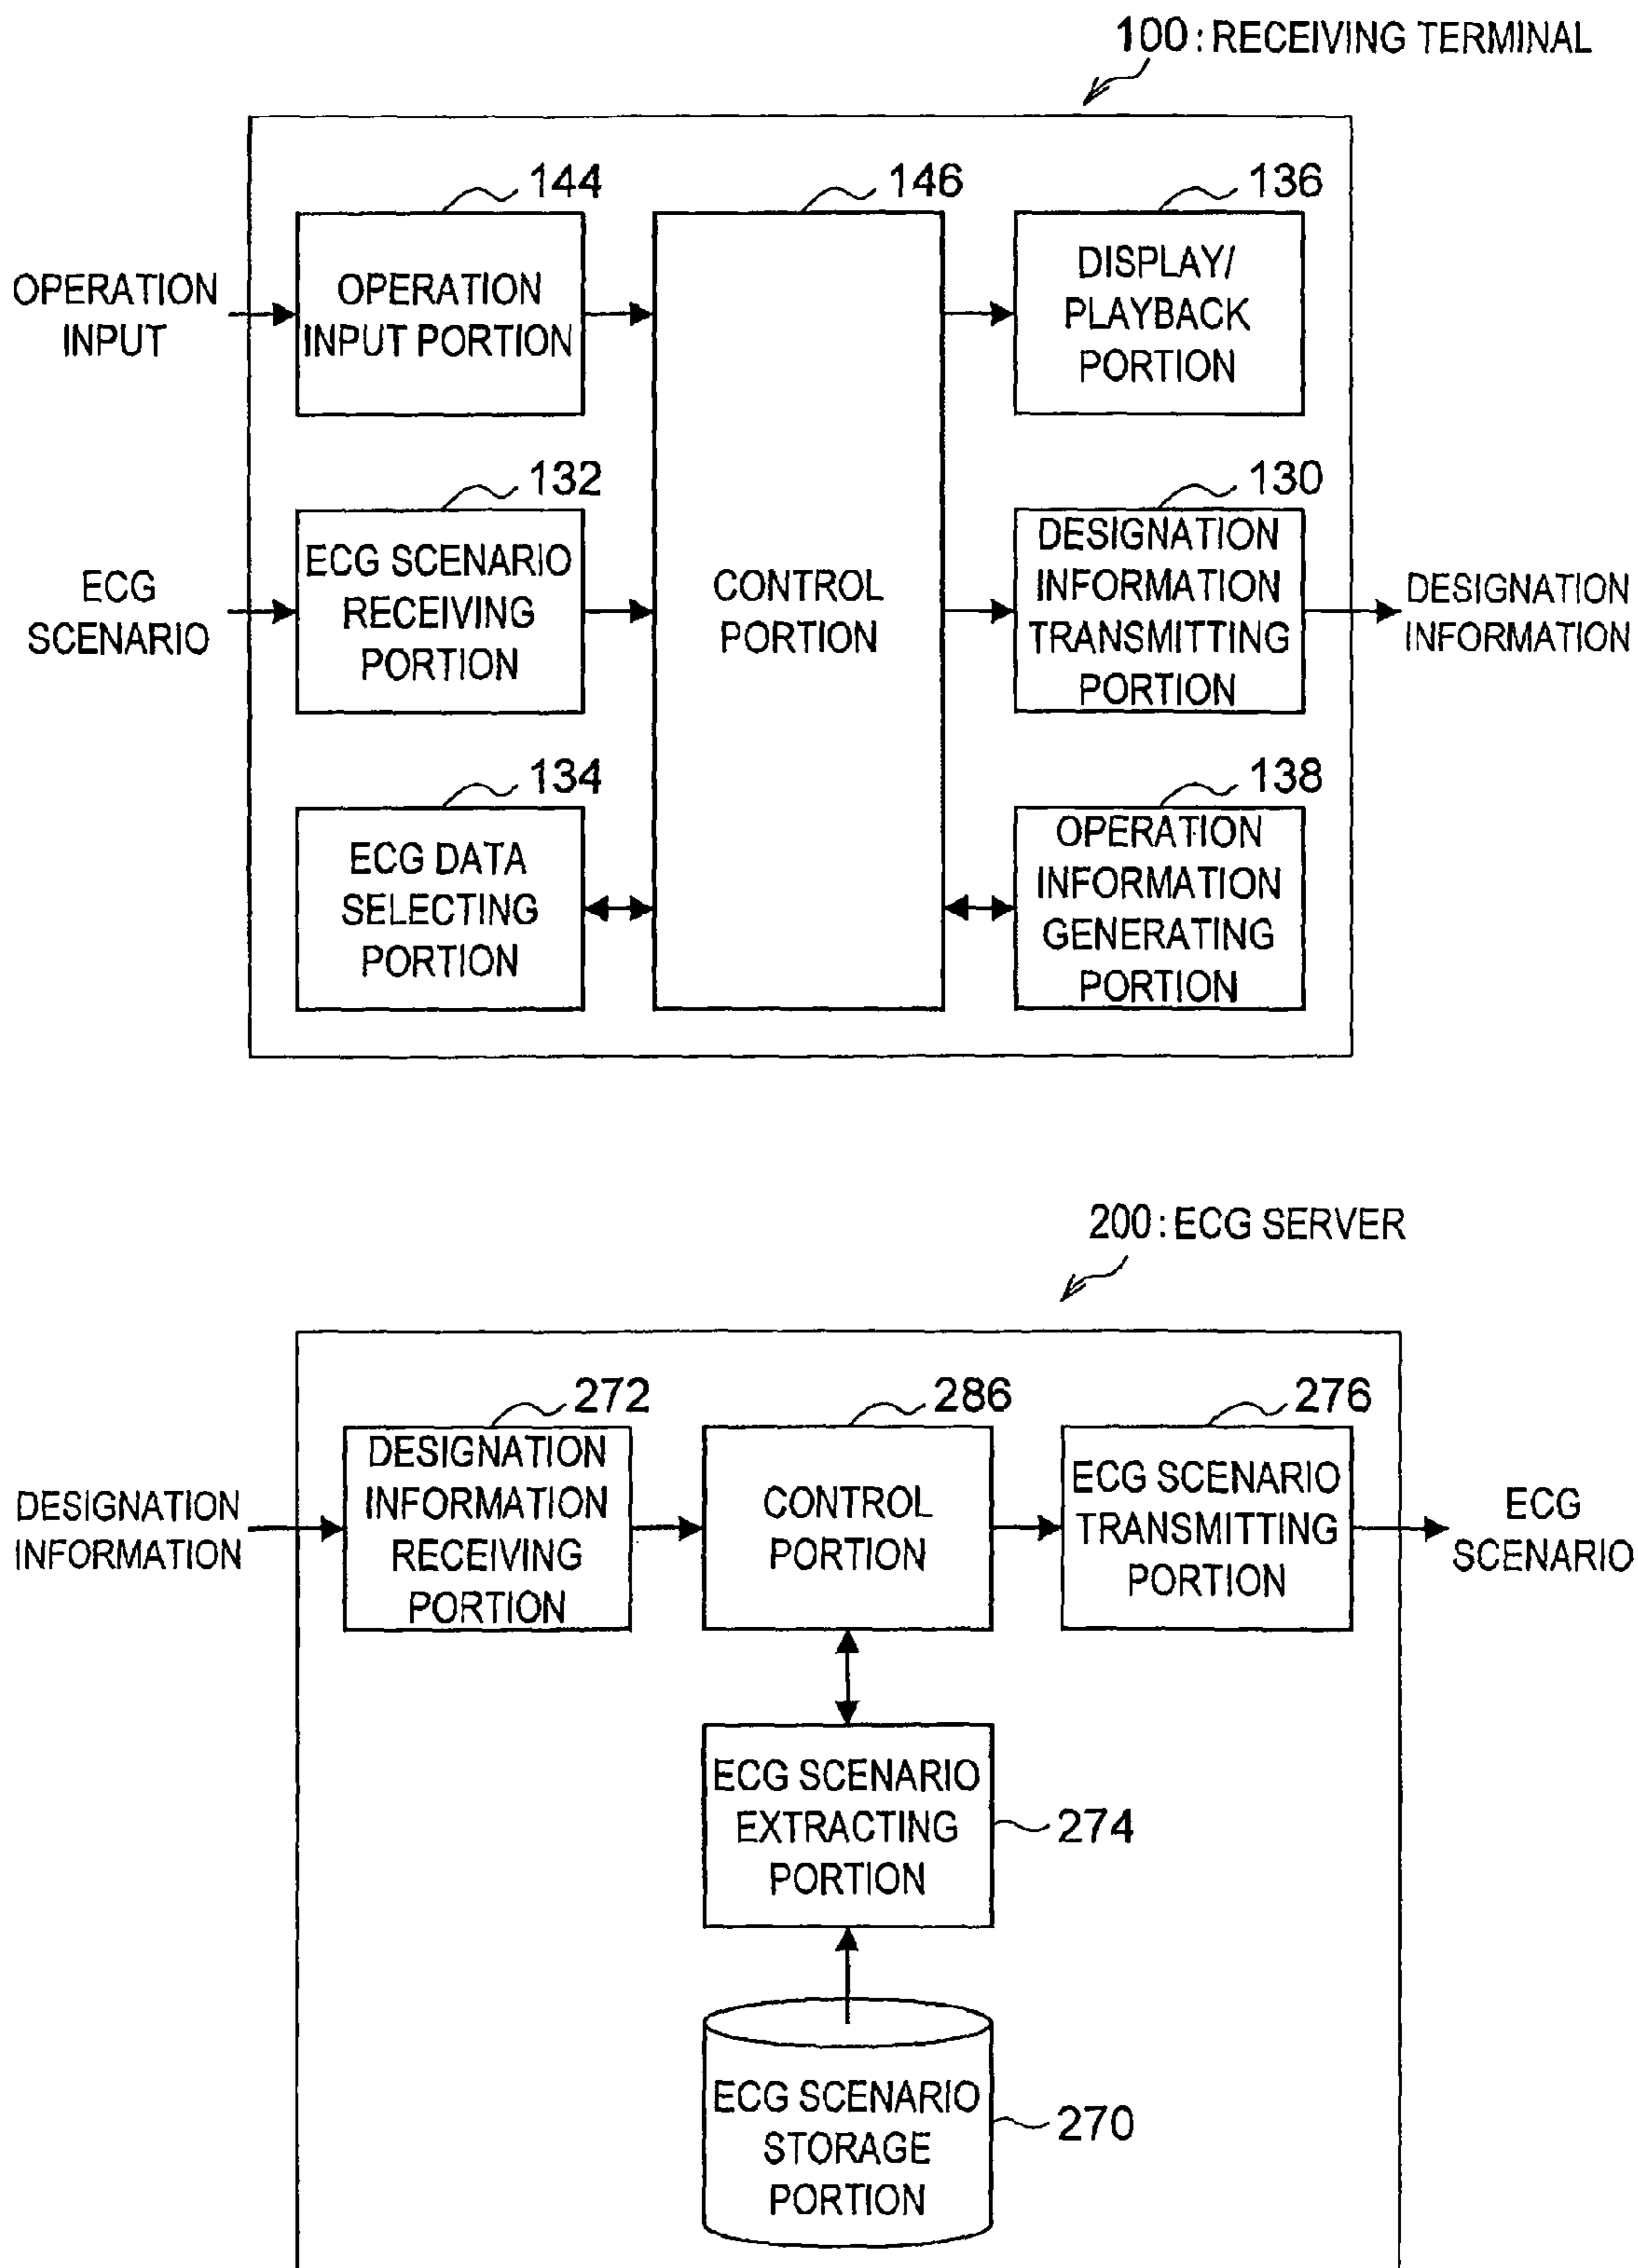 100 : RECEIVING TERMINAL
144
146
136
OPERATION
INPUT
OPERATION
INPUT PORTION
DISPLAY/
PLAYBACK
PORTION
132
130
ECG
SCENARIO
ECG SCENARIO
RECEIVING
PORTION
CONTROL
PORTION
DESIGNATION
INFORMATION
TRANSMITTING
PORTION
DESIGNATION
INFORMATION
134
138
ECG DATA
SELECTING
PORTION
OPERATION
INFORMATION
GENERATING
PORTION
200 : ECG SERVER
272
286
276
DESIGNATION
INFORMATION
DESIGNATION
INFORMATION
RECEIVING
PORTION
CONTROL
PORTION
ECG SCENARIO
TRANSMITTING
PORTION
ECG
SCENARIO
ECG SCENARIO
EXTRACTING
PORTION
274
ECG SCENARIO
STORAGE
PORTION
270